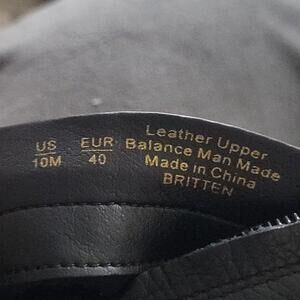 US EUR
10M 40
Leather Upper
Balance Man Made
Made in China
BRITTEN